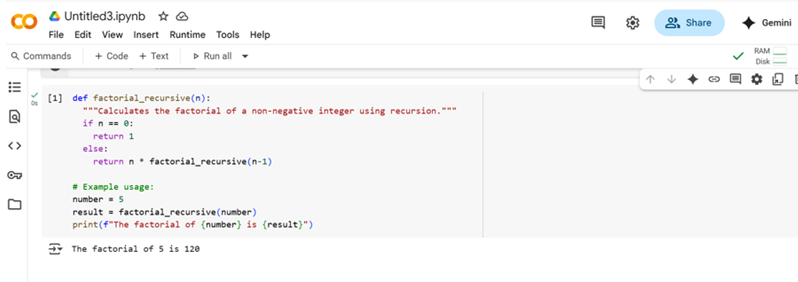 CO Untitled3.ipynb
Share
Gemini
File Edit View Insert Runtime Tools Help
Commands + Code + Text Run all
RAM
Disk
[1] def factorial_recursive(n):
0s
"""Calculates the factorial of a non-negative integer using recursion."""
if n == 0:
return 1
else:
return n * factorial_recursive(n-1)
# Example usage:
number = 5
result = factorial_recursive(number)
print(f"The factorial of {number} is {result}")
The factorial of 5 is 120